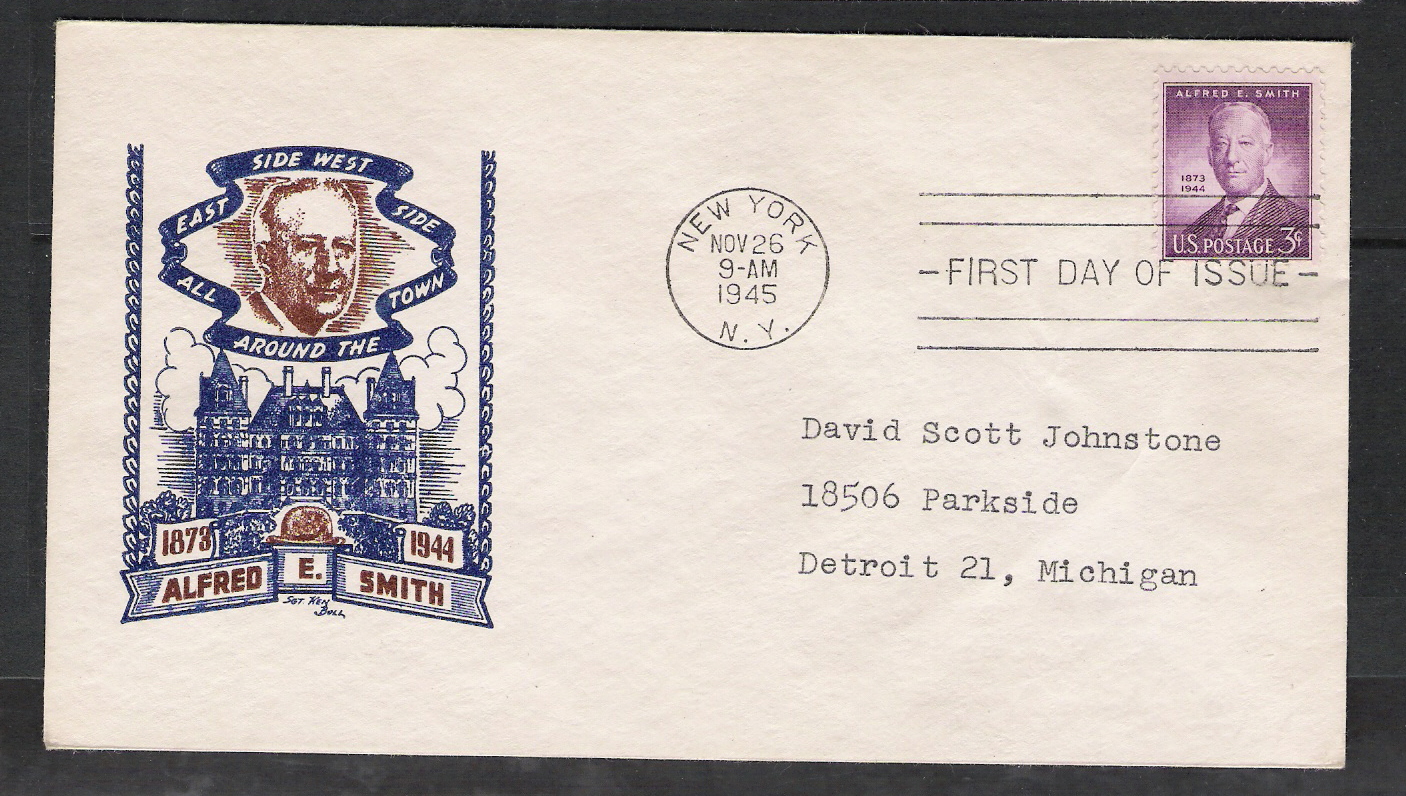 SIDE WEST
EAST SIDE
ALL TOWN
AROUND THE
1873 1944
ALFRED E. SMITH
SGT KEN
BOLL
NEW YORK
NOV 26
9-AM
1945
N. Y.
ALFRED E. SMITH
1873
1944
U.S. POSTAGE 3¢
-FIRST DAY OF ISSUE-
David Scott Johnstone
18506 Parkside
Detroit 21, Michigan